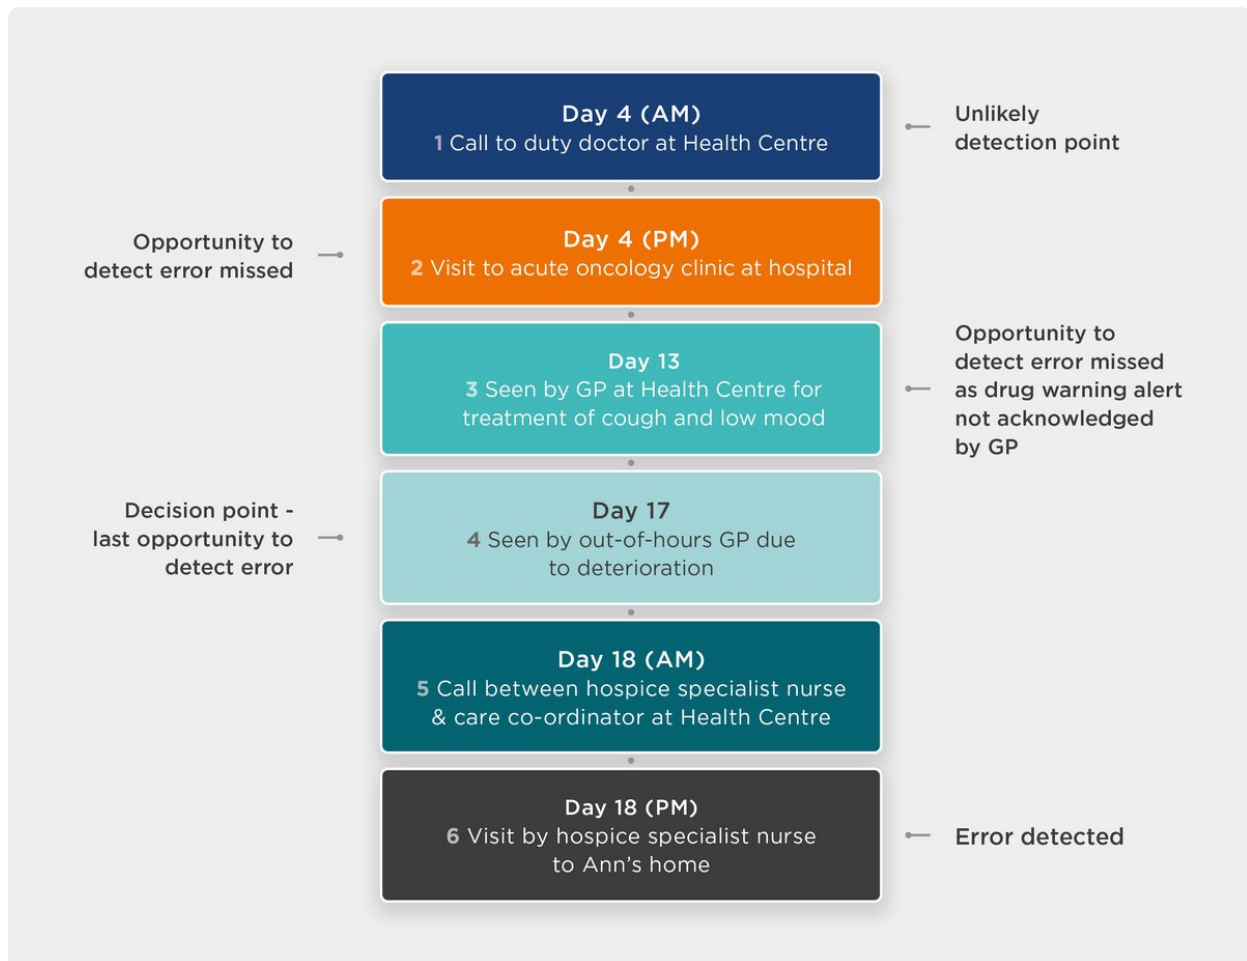 Day 4 (AM)
1 Call to duty doctor at Health Centre
Unlikely
detection point
Day 4 (PM)
2 Visit to acute oncology clinic at hospital
Opportunity to
detect error missed
Day 13
3 Seen by GP at Health Centre for
treatment of cough and low mood
Opportunity to
detect error missed
as drug warning alert
not acknowledged
by GP
Day 17
4 Seen by out-of-hours GP due
to deterioration
Decision point -
last opportunity to
detect error
Day 18 (AM)
5 Call between hospice specialist nurse
& care co-ordinator at Health Centre
Day 18 (PM)
6 Visit by hospice specialist nurse
to Ann’s home
Error detected